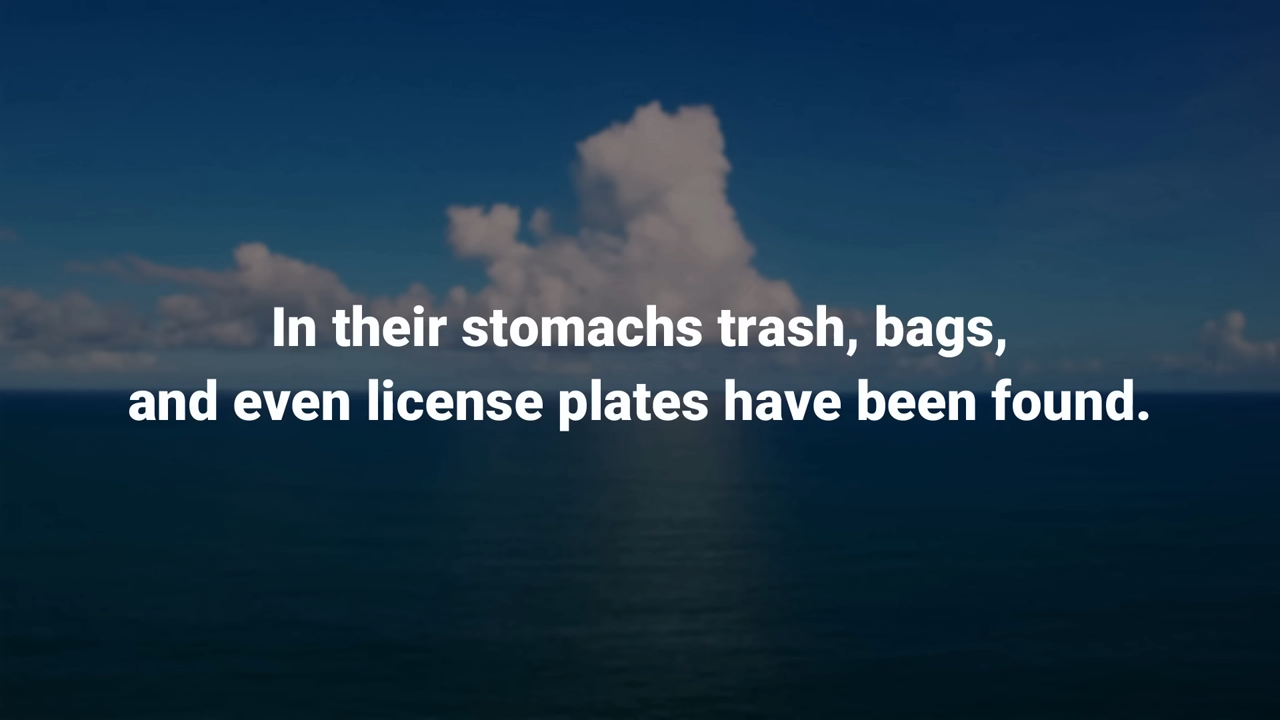 In their stomachs trash, bags,
and even license plates have been found.